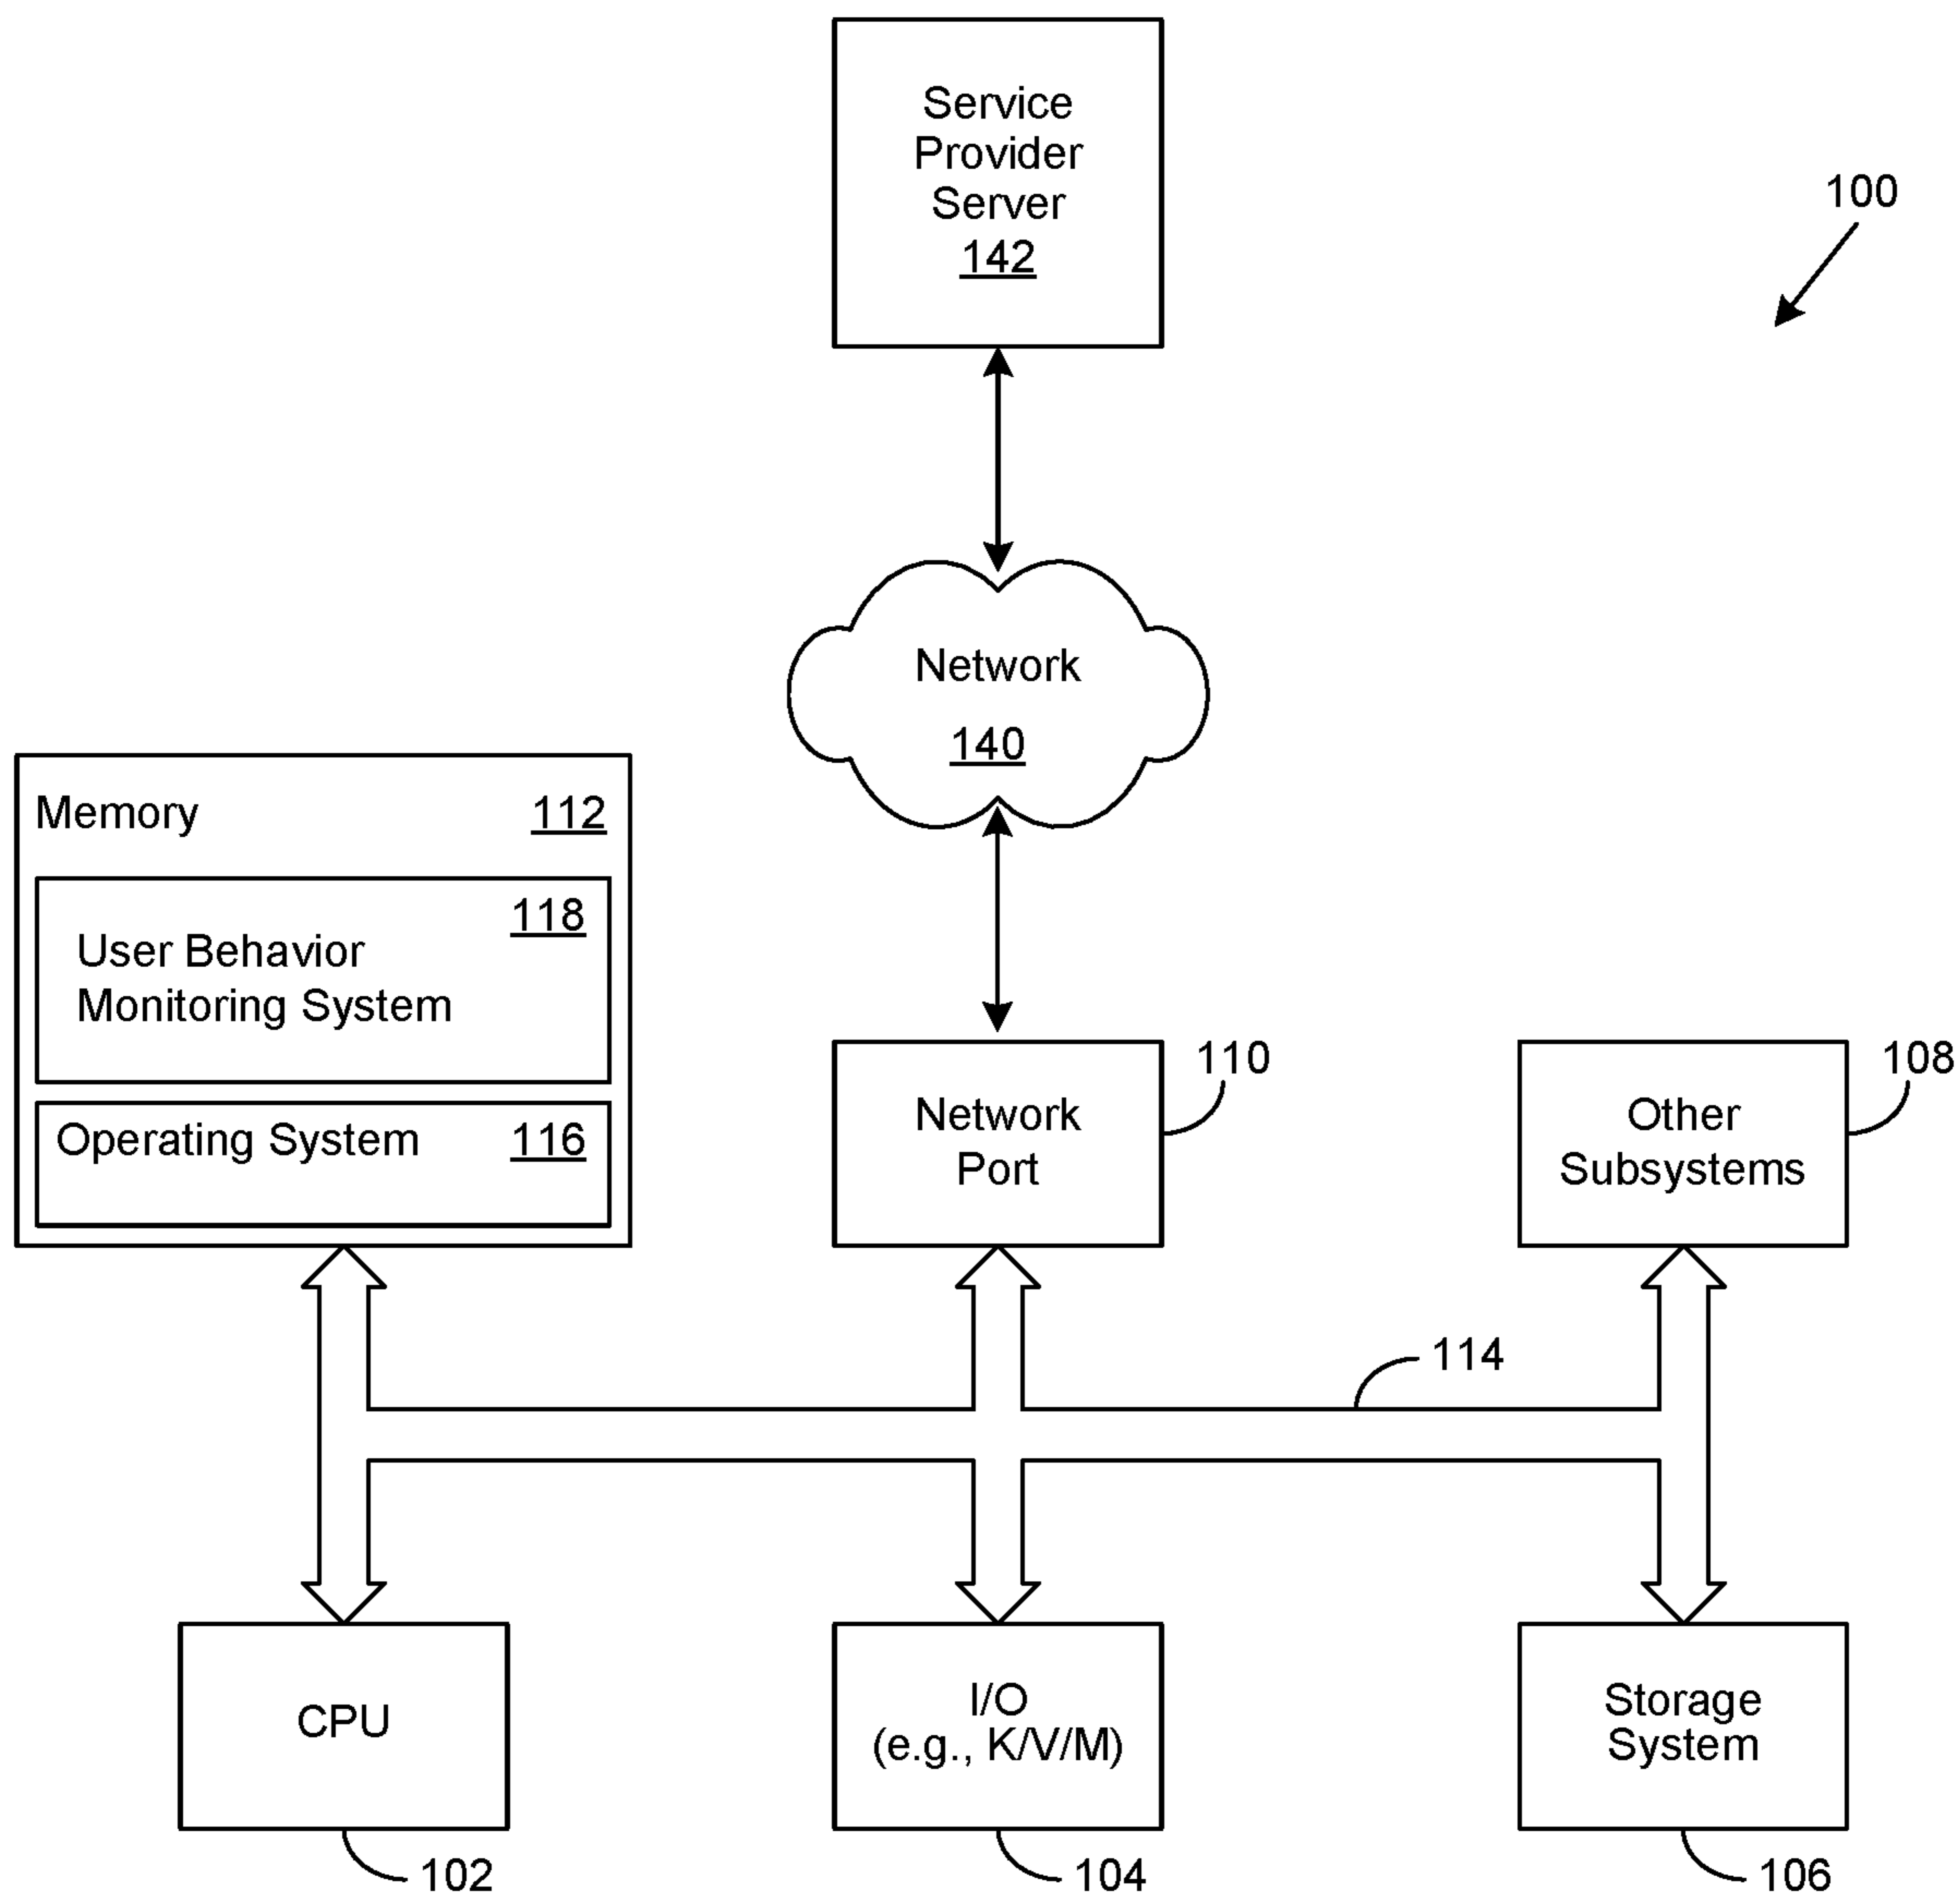 Service
Provider
Server
142
100
Network
140
Memory 112
118
User Behavior
Monitoring System
Operating System 116
110
Network
Port
108
Other
Subsystems
114
CPU
I/O
(e.g., K/V/M)
Storage
System
102
104
106